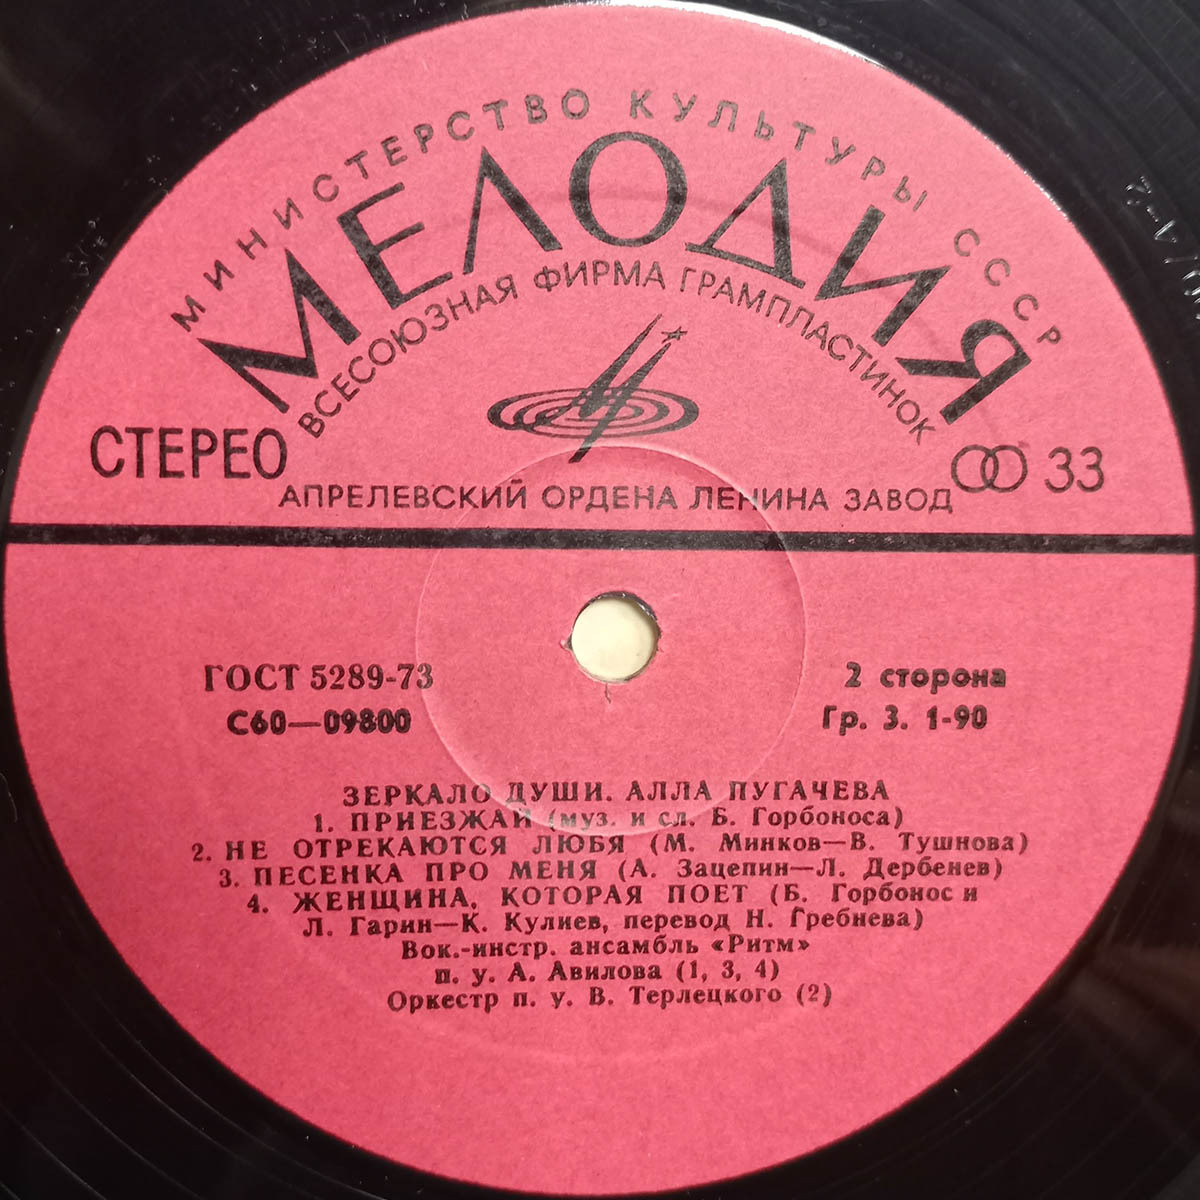 МИНИСТЕРСТВО КУЛЬТУРЫ СССР
МЕЛОДИЯ
ВСЕСОЮЗНАЯ ФИРМА ГРАМПЛАСТИНОК
СТЕРЕО
33
АПРЕЛЕВСКИЙ ОРДЕНА ЛЕНИНА ЗАВОД
ГОСТ 5289-73
2 сторона
С60—09800
Гр. 3. 1-90
ЗЕРКАЛО ДУШИ. АЛЛА ПУГАЧЕВА
1. ПРИЕЗЖАЙ (муз. и сл. Б. Горбоноса)
2. НЕ ОТРЕКАЮТСЯ ЛЮБЯ (М. Минков—В. Тушнова)
3. ПЕСЕНКА ПРО МЕНЯ (А. Зацепин—Л. Дербенев)
4. ЖЕНЩИНА, КОТОРАЯ ПОЕТ (Б. Горбонос и
Л. Гарин—К. Кулиев, перевод Н. Гребнева)
Вок.-инстр. ансамбль «Ритм»
п. у. А. Авилова (1, 3, 4)
Оркестр п. у. В. Терлецкого (2)